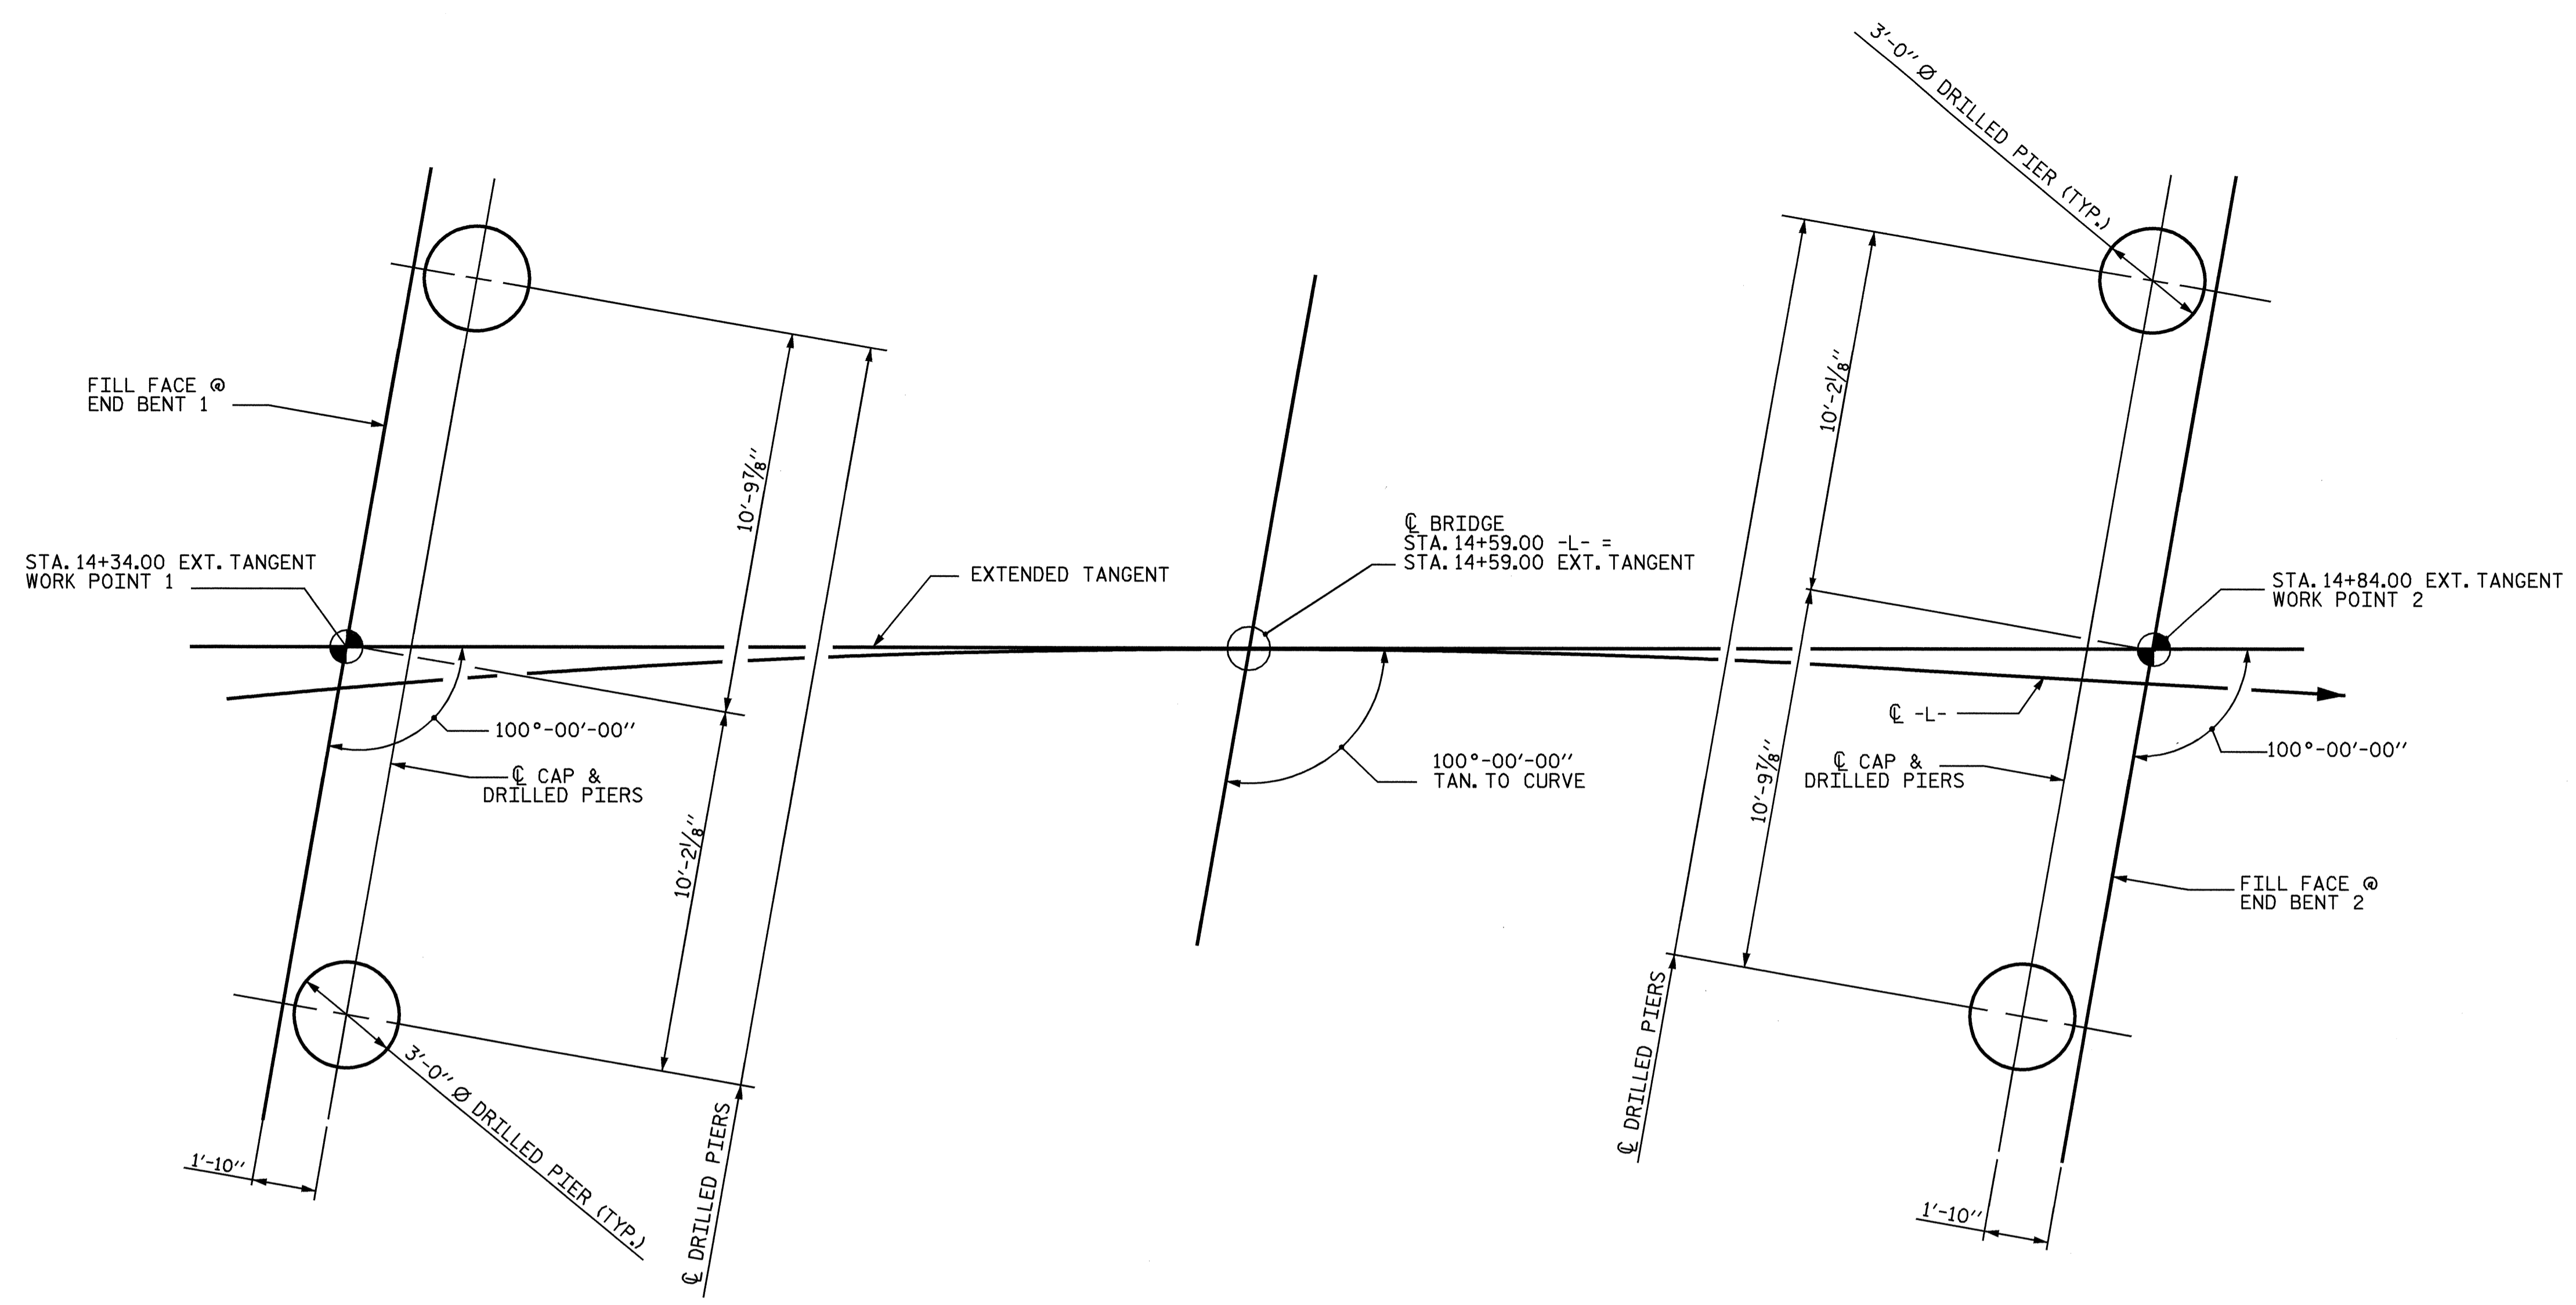 3'-0'' Ø DRILLED PIER (TYP.)
FILL FACE @
END BENT 1
10'-9⅞''
10'-2⅛''
℄ BRIDGE
STA. 14+59.00 -L- =
STA. 14+59.00 EXT. TANGENT
STA. 14+34.00 EXT. TANGENT
WORK POINT 1
EXTENDED TANGENT
STA. 14+84.00 EXT. TANGENT
WORK POINT 2
100°-00'-00''
℄ CAP &
DRILLED PIERS
10'-2⅛''
100°-00'-00''
TAN. TO CURVE
℄ -L-
10'-9⅞''
℄ CAP &
DRILLED PIERS
100°-00'-00''
FILL FACE @
END BENT 2
℄ DRILLED PIERS
℄ DRILLED PIERS
3'-0'' Ø DRILLED PIER (TYP.)
1'-10''
1'-10''